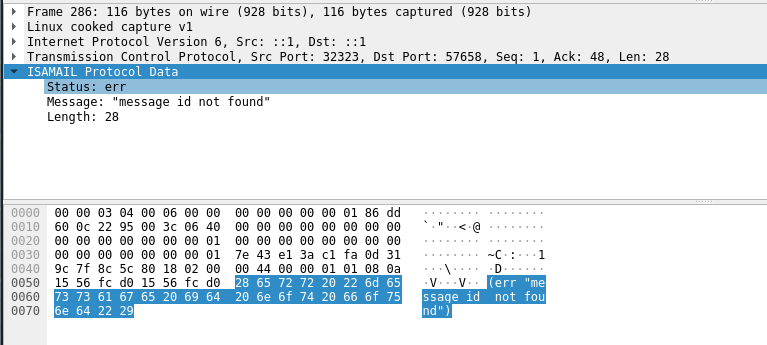 Frame 286: 116 bytes on wire (928 bits), 116 bytes captured (928 bits)
Linux cooked capture v1
Internet Protocol Version 6, Src: ::1, Dst: ::1
Transmission Control Protocol, Src Port: 32323, Dst Port: 57658, Seq: 1, Ack: 48, Len: 28
ISAMAIL Protocol Data
Status: err
Message: "message id not found"
Length: 28
0000 00 00 03 04 00 06 00 00 00 00 00 00 00 01 86 dd ········ ········
0010 60 0c 22 95 00 3c 06 40 00 00 00 00 00 00 00 00 `·"··<·@ ········
0020 00 00 00 00 00 00 00 01 00 00 00 00 00 00 00 00 ········ ········
0030 00 00 00 00 00 00 00 01 7e 43 e1 3a c1 fa 0d 31 ········ ~C·:···1
0040 9c 7f 8c 5c 80 18 02 00 00 44 00 00 01 01 08 0a ···\···· ·D······
0050 15 56 fc d0 15 56 fc d0 28 65 72 72 20 22 6d 65 ·V···V·· (err "me
0060 73 73 61 67 65 20 69 64 20 6e 6f 74 20 66 6f 75 ssage id not fou
0070 6e 64 22 29 nd")